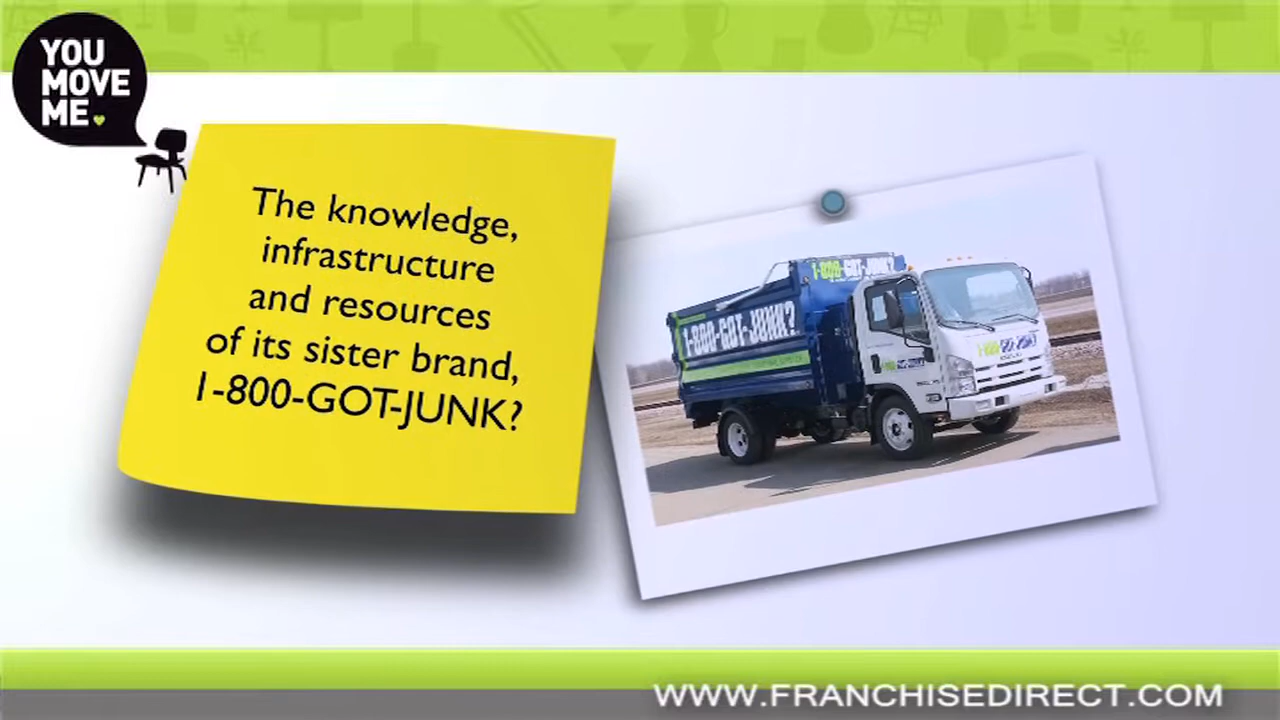 YOU
MOVE
ME
The knowledge,
infrastructure
and resources
of its sister brand,
1-800-GOT-JUNK?
1-800-GOT-JUNK?
1-800-GOT-JUNK?
WWW.FRANCHISEDIRECT.COM